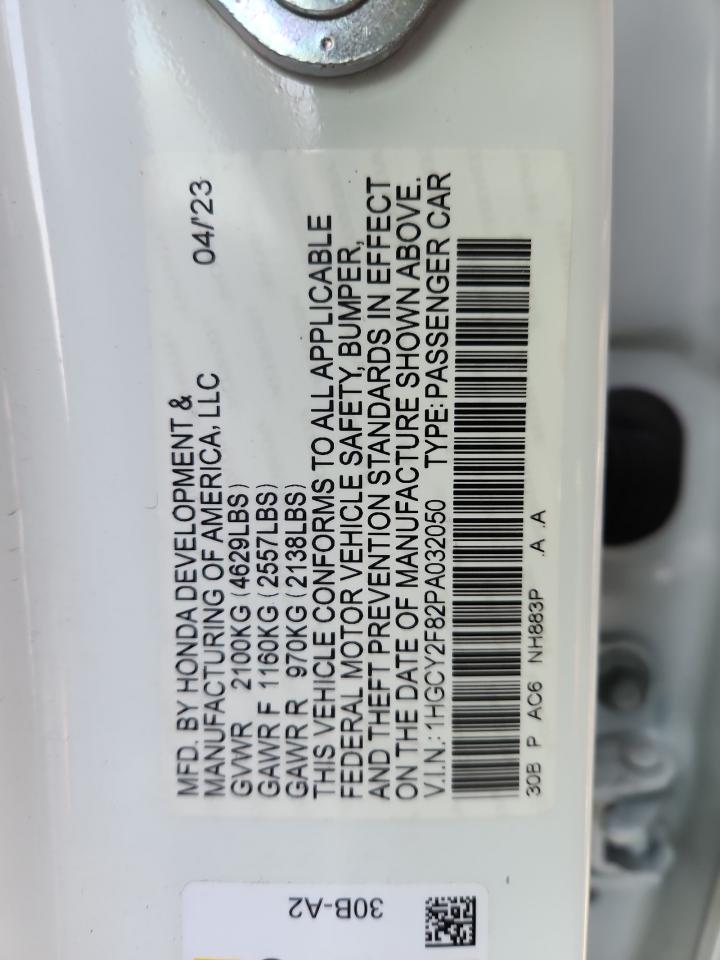 MFD. BY HONDA DEVELOPMENT &
MANUFACTURING OF AMERICA, LLC 04/'23
GVWR 2100KG (4629LBS)
GAWR F 1160KG (2557LBS)
GAWR R 970KG (2138LBS)
THIS VEHICLE CONFORMS TO ALL APPLICABLE
FEDERAL MOTOR VEHICLE SAFETY, BUMPER,
AND THEFT PREVENTION STANDARDS IN EFFECT
ON THE DATE OF MANUFACTURE SHOWN ABOVE.
V.I.N.: 1HGCY2F82PA032050 TYPE: PASSENGER CAR
30B P AC6 NH883P .A .A
30B-A2